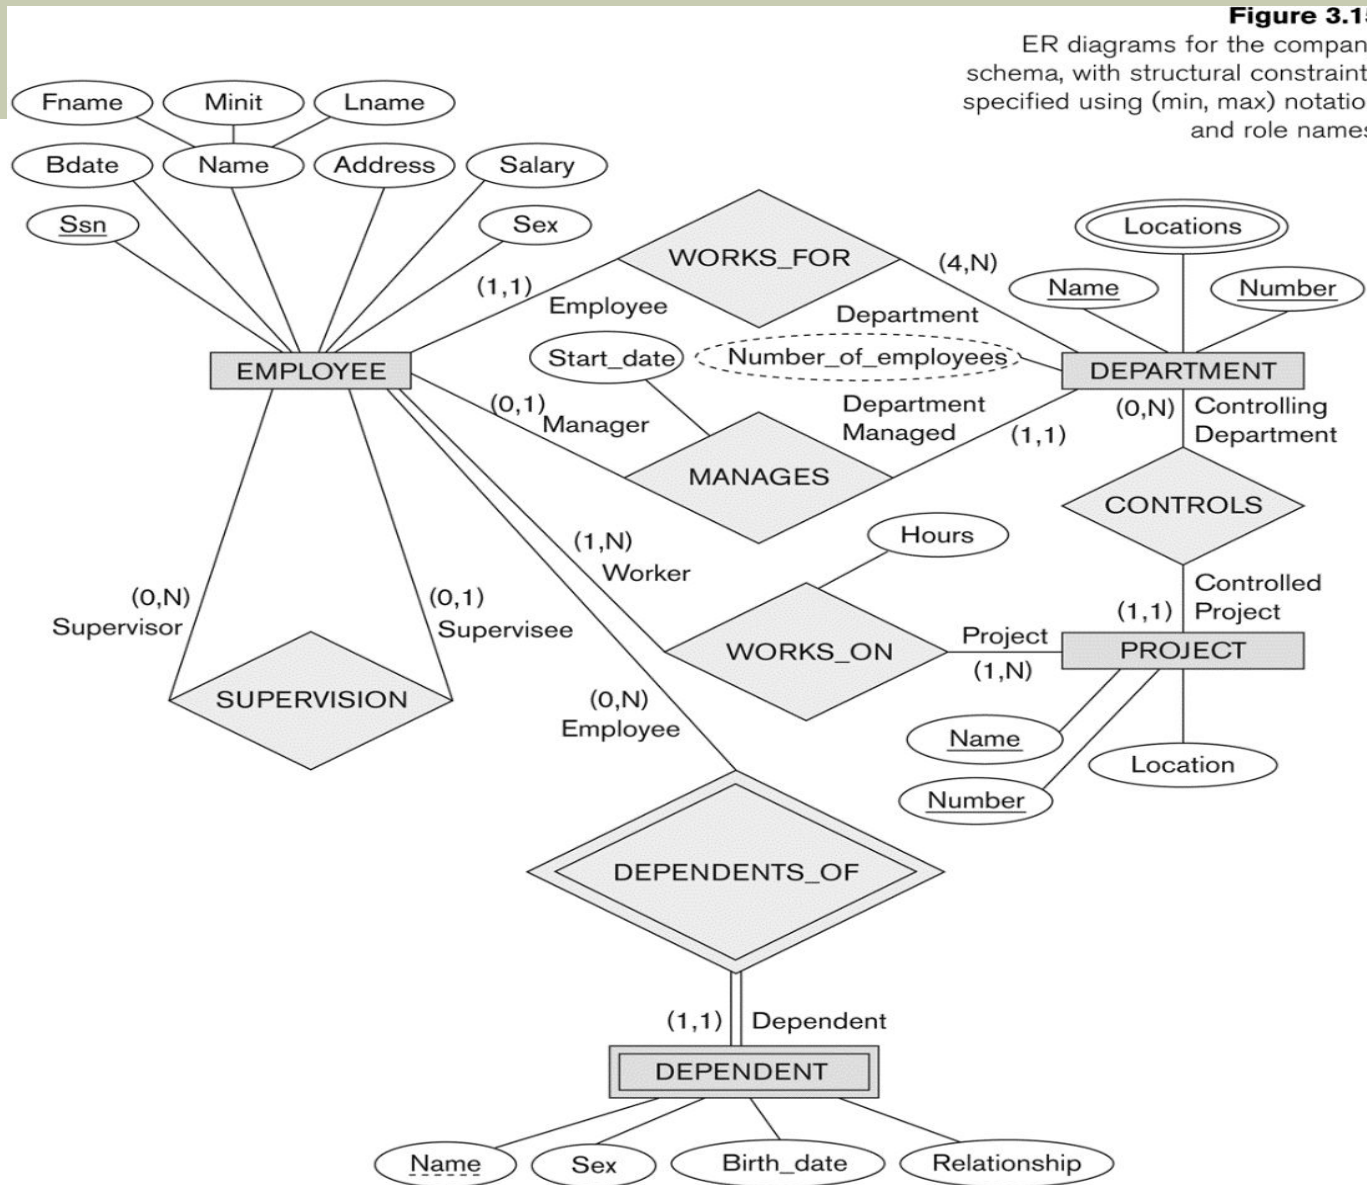 Figure 3.15
ER diagrams for the compan
schema, with structural constraint
specified using (min, max) notatio
and role names
Fname
Minit
Lname
Bdate
Name
Address
Salary
Ssn
Sex
WORKS_FOR
Locations
Name
Number
(1,1)
Employee
(4,N)
Department
Start_date
Number_of_employees
EMPLOYEE
DEPARTMENT
(0,1)
Manager
Department
Managed
(1,1)
(0,N)
Controlling
Department
MANAGES
CONTROLS
Hours
(1,N)
Worker
(0,N)
Supervisor
(0,1)
Supervisee
Controlled
Project
(1,1)
WORKS_ON
Project
(1,N)
PROJECT
SUPERVISION
(0,N)
Employee
Name
Location
Number
DEPENDENTS_OF
(1,1)
Dependent
DEPENDENT
Name
Sex
Birth_date
Relationship